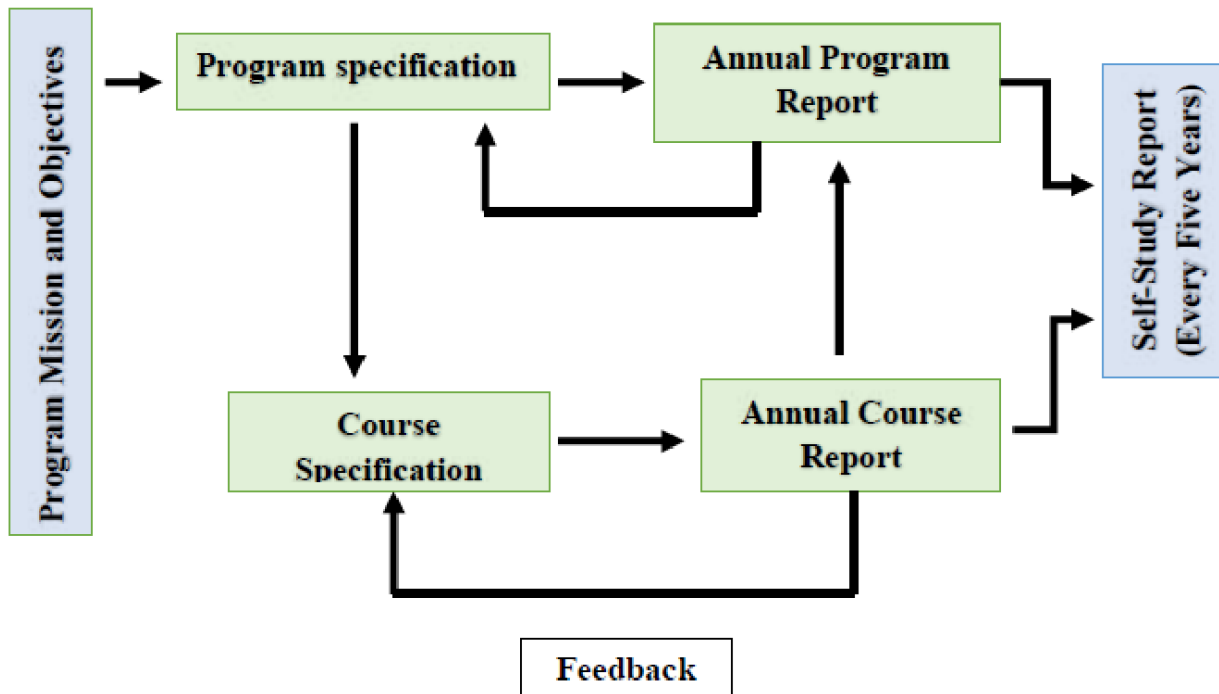 Program Mission and Objectives
Program specification
Annual Program
Report
Self-Study Report
(Every Five Years)
Course
Specification
Annual Course
Report
Feedback